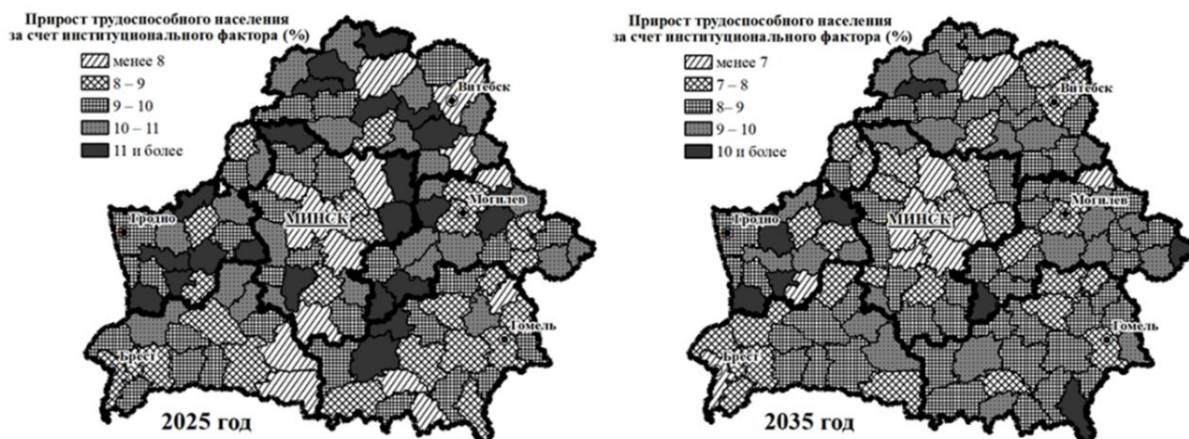 Прирост трудоспособного населения
за счет институционального фактора (%)
менее 8
8 – 9
9 – 10
10 – 11
11 и более
Витебск
Гродно
МИНСК
Могилев
Гомель
Брест
2025 год
Прирост трудоспособного населения
за счет институционального фактора (%)
менее 7
7 – 8
8– 9
9 – 10
10 и более
Витебск
Гродно
МИНСК
Могилев
Гомель
Брест
2035 год